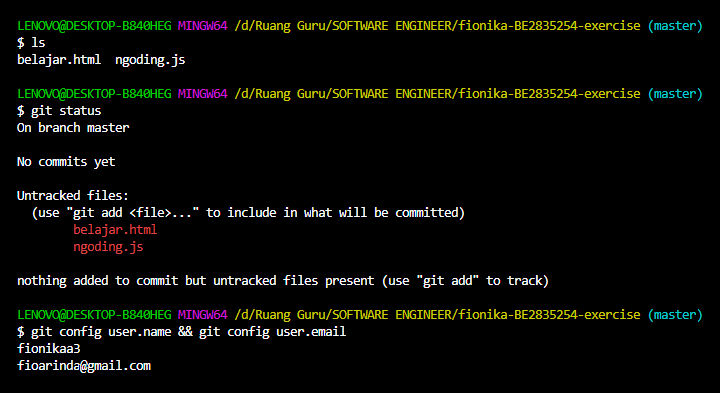 LENOVO@DESKTOP-B840HEG MINGW64 /d/Ruang Guru/SOFTWARE ENGINEER/fionika-BE2835254-exercise (master)
$ ls
belajar.html  ngoding.js
LENOVO@DESKTOP-B840HEG MINGW64 /d/Ruang Guru/SOFTWARE ENGINEER/fionika-BE2835254-exercise (master)
$ git status
On branch master
No commits yet
Untracked files:
  (use "git add <file>..." to include in what will be committed)
        belajar.html
        ngoding.js
nothing added to commit but untracked files present (use "git add" to track)
LENOVO@DESKTOP-B840HEG MINGW64 /d/Ruang Guru/SOFTWARE ENGINEER/fionika-BE2835254-exercise (master)
$ git config user.name && git config user.email
fionikaa3
fioarinda@gmail.com